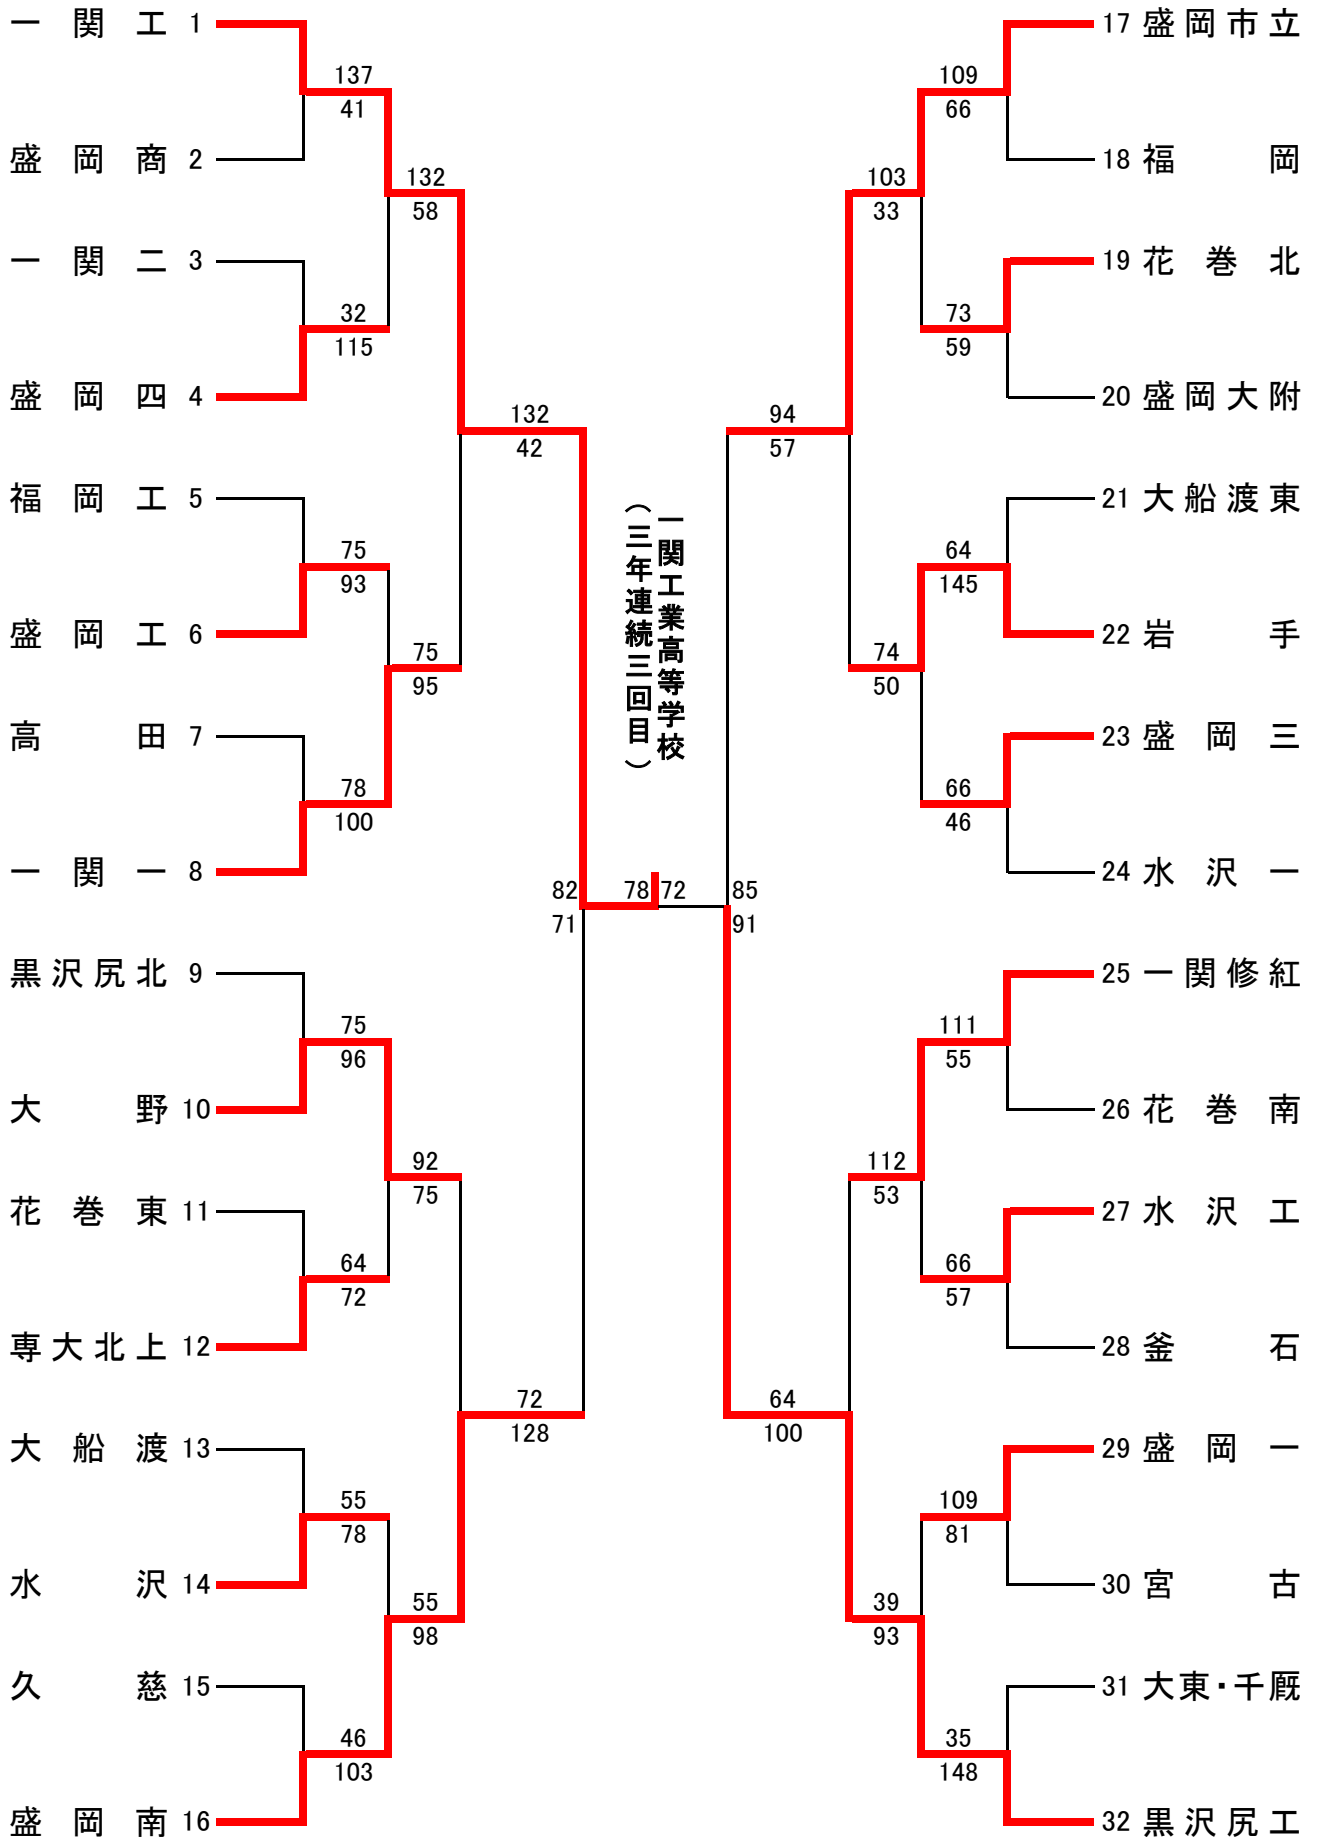 一関工 1
137
41
盛岡商 2
132
58
一関二 3
32
115
盛岡四 4
132
42
福岡工 5
75
93
盛岡工 6
75
95
高田 7
78
100
一関一 8
82
71
黒沢尻北 9
75
96
大野 10
92
75
花巻東 11
64
72
専大北上 12
72
128
大船渡 13
55
78
水沢 14
55
98
久慈 15
46
103
盛岡南 16
一関工業高等学校
(三年連続三回目)
78 72
17 盛岡市立
109
66
18 福岡
103
33
19 花巻北
73
59
20 盛岡大附
94
57
21 大船渡東
64
145
22 岩手
74
50
23 盛岡三
66
46
24 水沢一
85
91
25 一関修紅
111
55
26 花巻南
112
53
27 水沢工
66
57
28 釜石
64
100
29 盛岡一
109
81
30 宮古
39
93
31 大東・千厩
35
148
32 黒沢尻工